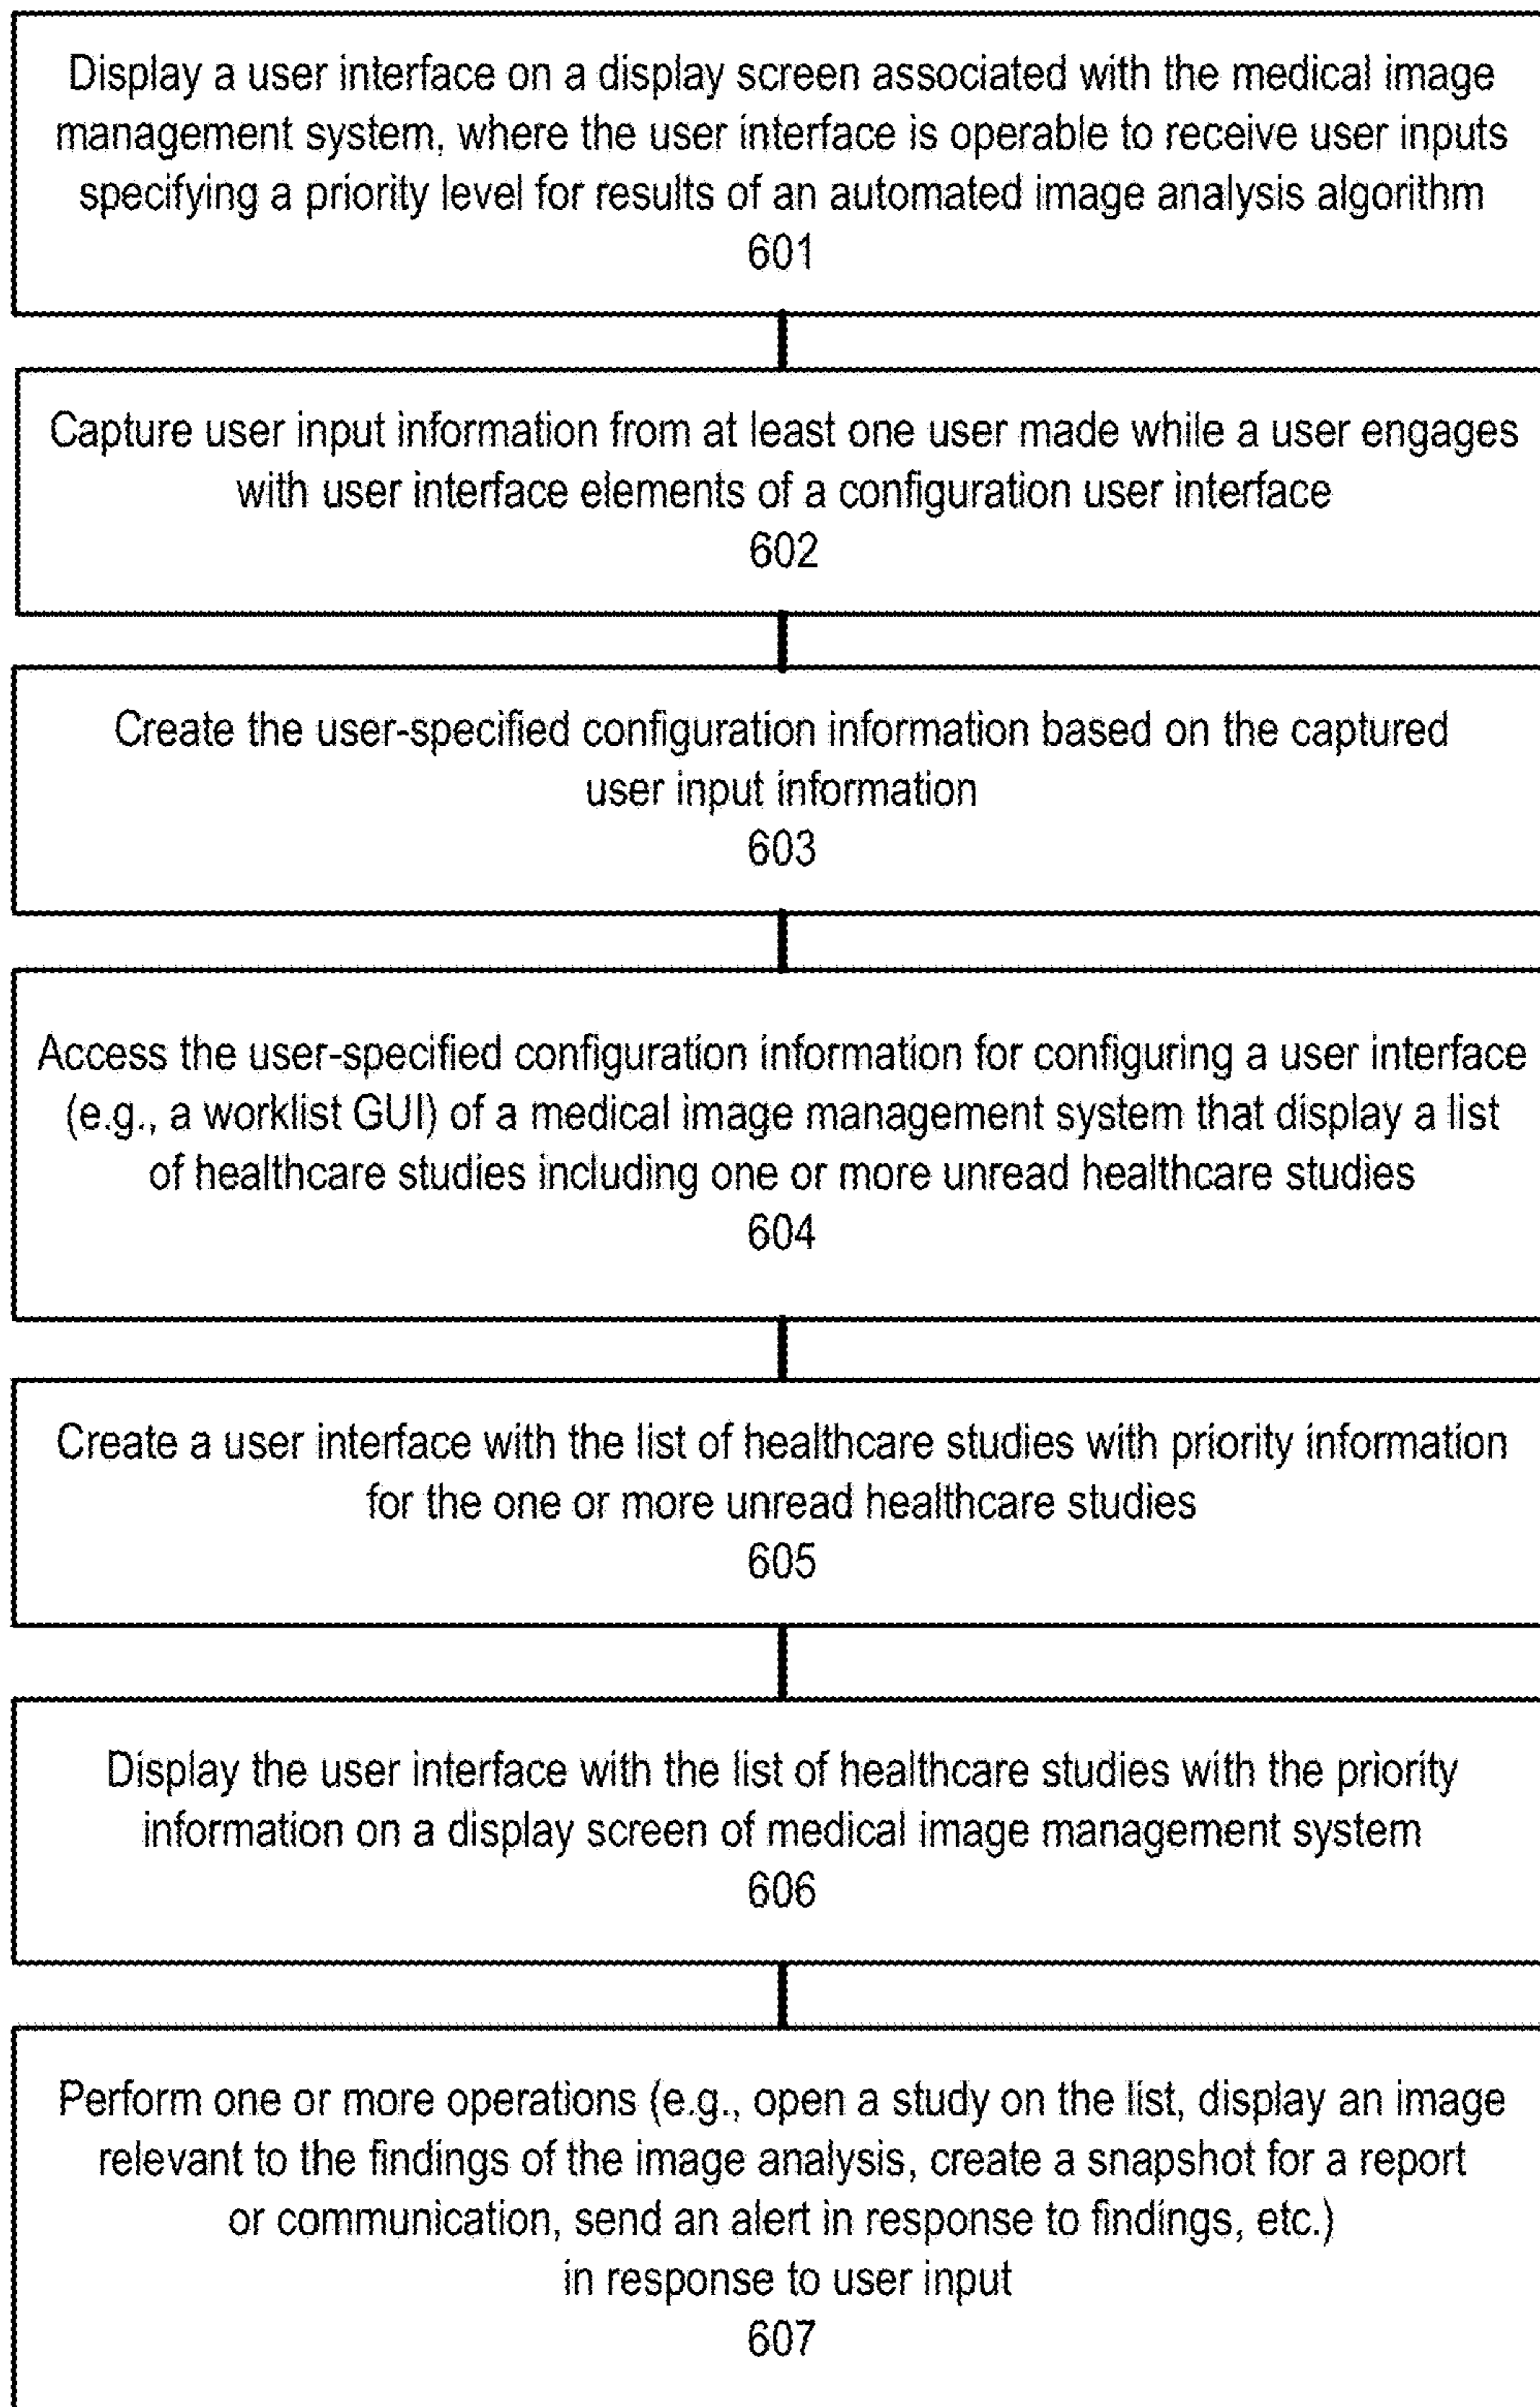 Display a user interface on a display screen associated with the medical image
management system, where the user interface is operable to receive user inputs
specifying a priority level for results of an automated image analysis algorithm
601
Capture user input information from at least one user made while a user engages
with user interface elements of a configuration user interface
602
Create the user-specified configuration information based on the captured
user input information
603
Access the user-specified configuration information for configuring a user interface
(e.g., a worklist GUI) of a medical image management system that display a list
of healthcare studies including one or more unread healthcare studies
604
Create a user interface with the list of healthcare studies with priority information
for the one or more unread healthcare studies
605
Display the user interface with the list of healthcare studies with the priority
information on a display screen of medical image management system
606
Perform one or more operations (e.g., open a study on the list, display an image
relevant to the findings of the image analysis, create a snapshot for a report
or communication, send an alert in response to findings, etc.)
in response to user input
607